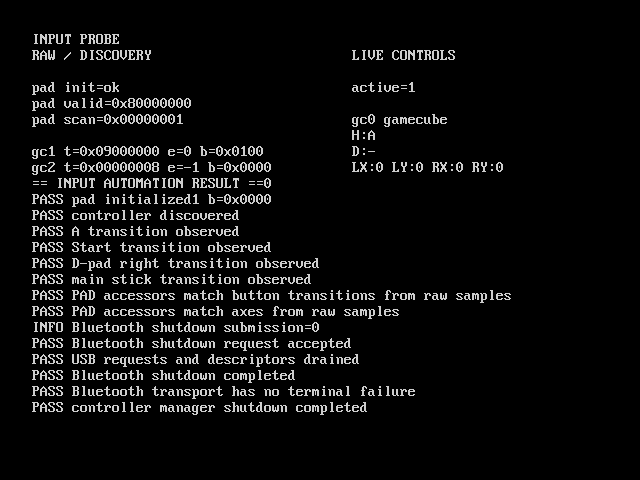 INPUT PROBE
RAW / DISCOVERY LIVE CONTROLS
pad init=ok active=1
pad valid=0x80000000
pad scan=0x00000001 gc0 gamecube
H:A
gc1 t=0x09000000 e=0 b=0x0100 D:-
gc2 t=0x00000008 e=-1 b=0x0000 LX:0 LY:0 RX:0 RY:0
== INPUT AUTOMATION RESULT ==0
PASS pad initialized1 b=0x0000
PASS controller discovered
PASS A transition observed
PASS Start transition observed
PASS D-pad right transition observed
PASS main stick transition observed
PASS PAD accessors match button transitions from raw samples
PASS PAD accessors match axes from raw samples
INFO Bluetooth shutdown submission=0
PASS Bluetooth shutdown request accepted
PASS USB requests and descriptors drained
PASS Bluetooth shutdown completed
PASS Bluetooth transport has no terminal failure
PASS controller manager shutdown completed